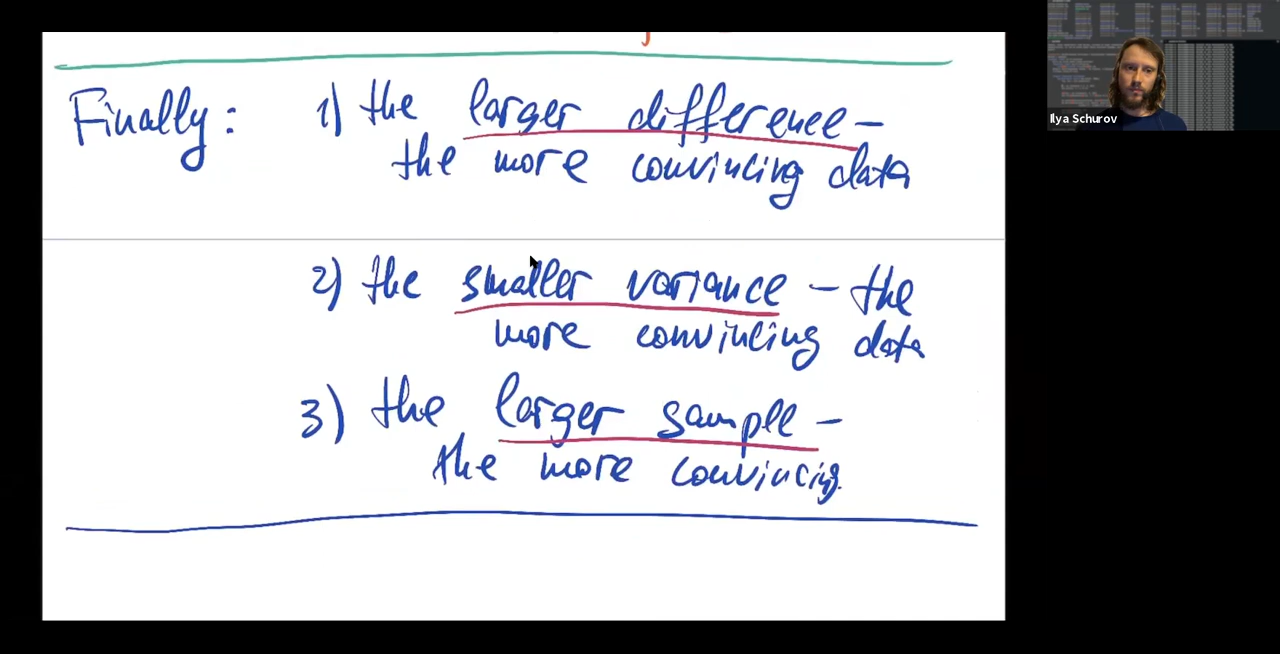 Finally: 1) the larger difference -
the more convincing data
2) the smaller variance - the
more convincing data
3) the larger sample -
the more convincing.
Ilya Schurov